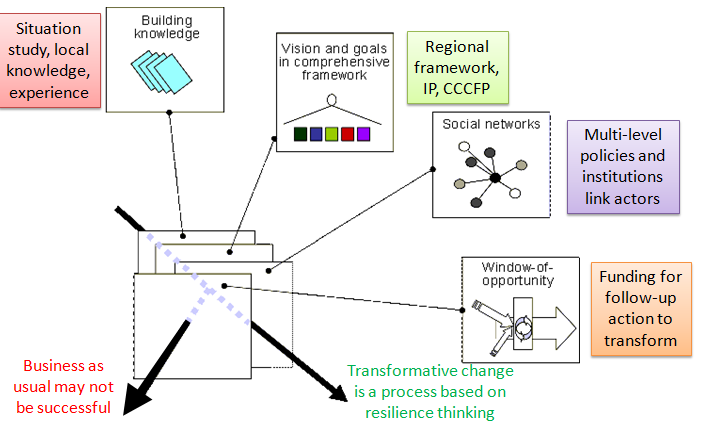 Situation
study, local
knowledge,
experience
Building
knowledge
Vision and goals
in comprehensive
framework
Regional
framework,
IP, CCCFP
Social networks
Multi-level
policies and
institutions
link actors
Window-of-
opportunity
Funding for
follow-up
action to
transform
Business as
usual may not
be successful
Transformative change
is a process based on
resilience thinking